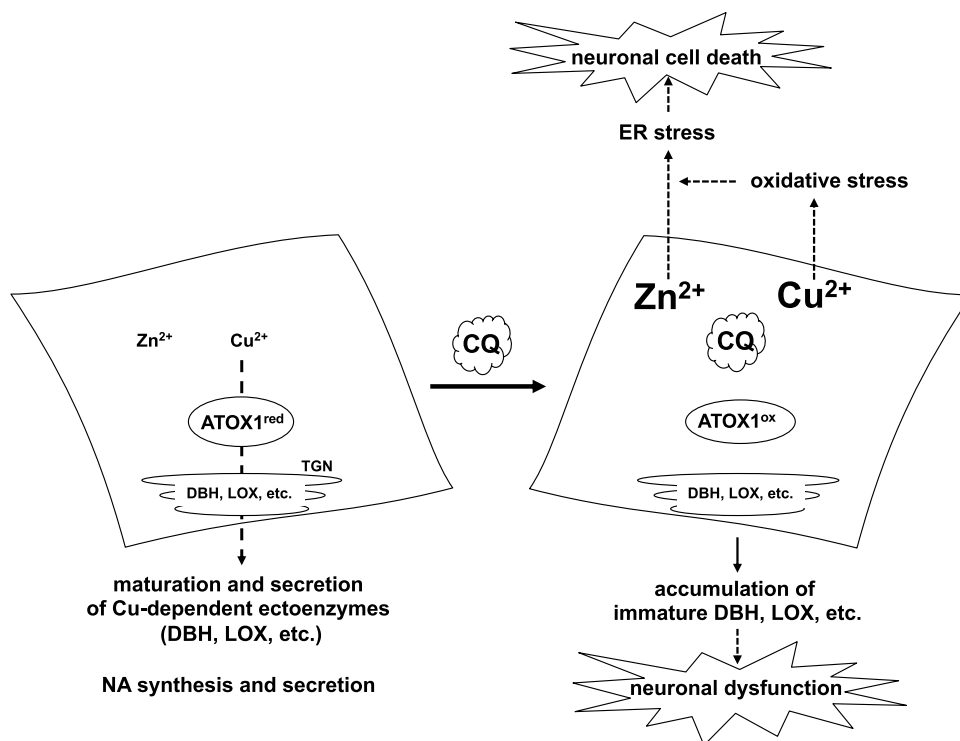 neuronal cell death
ER stress
oxidative stress
Zn²⁺
Cu²⁺
ATOX1ʳᵉᵈ
TGN
DBH, LOX, etc.
maturation and secretion
of Cu-dependent ectoenzymes
(DBH, LOX, etc.)
NA synthesis and secretion
CQ
Zn²⁺
Cu²⁺
CQ
ATOX1ᵒˣ
DBH, LOX, etc.
accumulation of
immature DBH, LOX, etc.
neuronal dysfunction